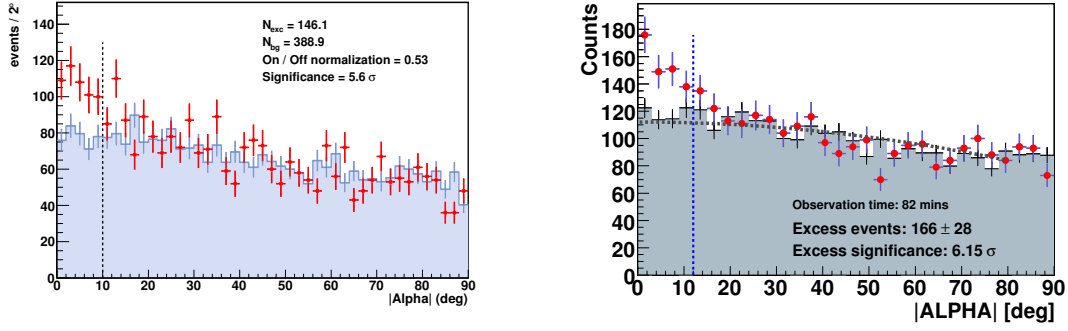 events / 2°
160
140
120
100
80
60
40
20
0
N_exc = 146.1
N_bg = 388.9
On / Off normalization = 0.53
Significance = 5.6 σ
0 10 20 30 40 50 60 70 80 90
|Alpha| (deg)
Counts
180
160
140
120
100
80
60
40
20
0
Observation time: 82 mins
Excess events: 166 ± 28
Excess significance: 6.15 σ
0 10 20 30 40 50 60 70 80 90
|ALPHA| [deg]